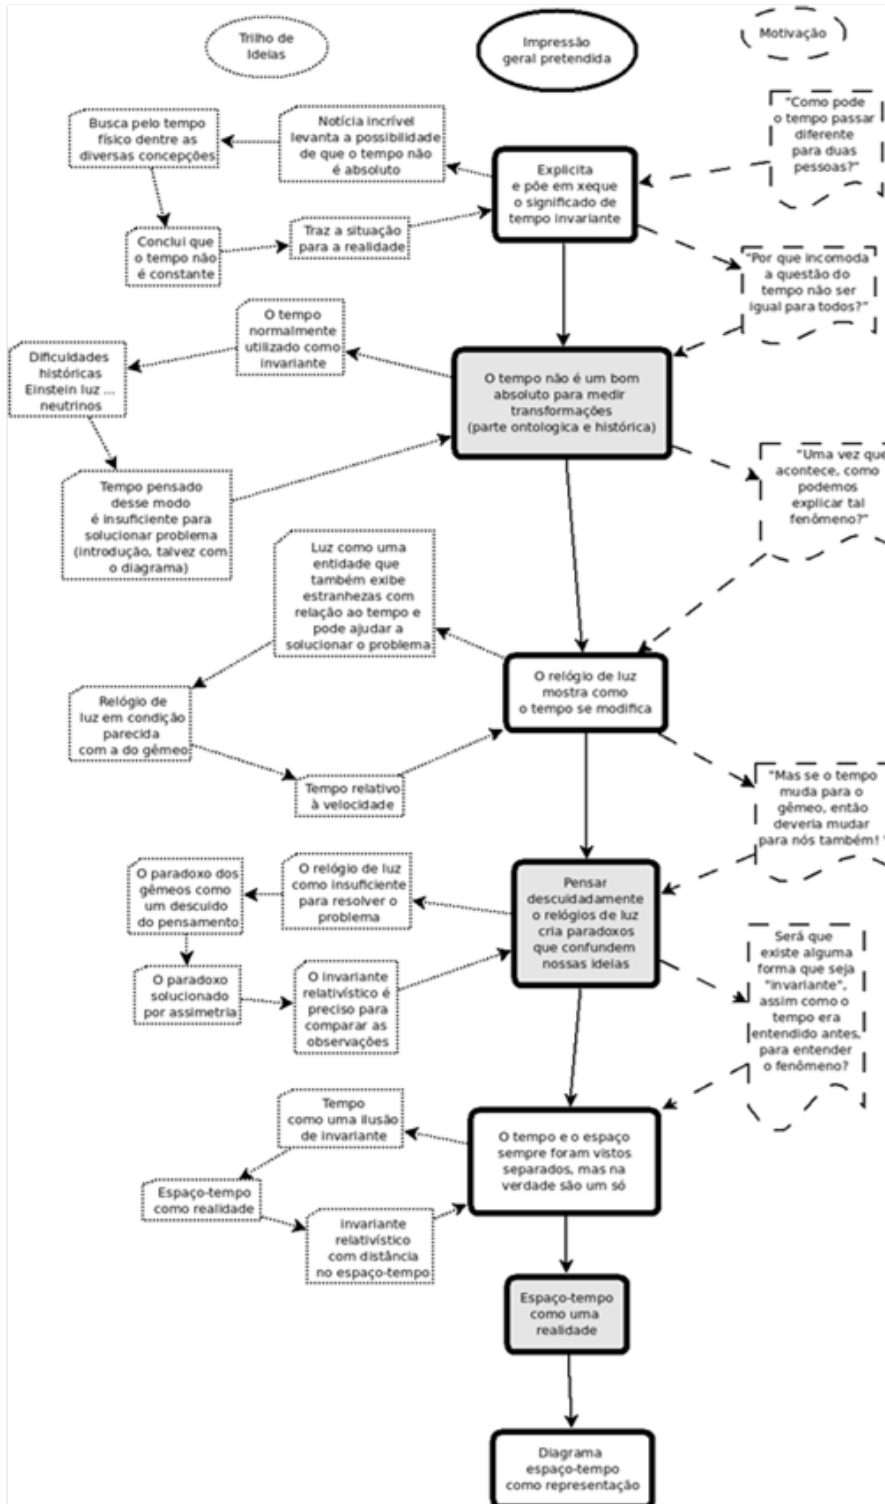 Trilho de
Ideias
Impressão
geral pretendida
Motivação
Busca pelo tempo
físico dentre as
diversas concepções
Notícia incrível
levanta a possibilidade
de que o tempo não
é absoluto
"Como pode
o tempo passar
diferente
para duas
pessoas?"
Explicita
e põe em xeque
o significado de
tempo invariante
Conclui que
o tempo não
é constante
Traz a situação
para a realidade
"Por que incomoda
a questão do
tempo não ser
igual para todos?"
O tempo
normalmente
utilizado como
invariante
Dificuldades
históricas
Einstein luz ...
neutrinos
O tempo não é um bom
absoluto para medir
transformações
(parte ontologica e histórica)
Tempo pensado
desse modo
é insuficiente para
solucionar problema
(introdução, talvez com
o diagrama)
"Uma vez que
acontece, como
podemos
explicar tal
fenômeno?"
Luz como uma
entidade que
também exibe
estranhezas com
relação ao tempo e
pode ajudar a
solucionar o problema
O relógio de luz
mostra como
o tempo se modifica
Relógio de
luz em condição
parecida
com a do gêmeo
Tempo relativo
à velocidade
"Mas se o tempo
muda para o
gêmeo, então
deveria mudar
para nós também! "
O paradoxo dos
gêmeos como
um descuido
do pensamento
O relógio de luz
como insuficiente
para resolver o
problema
Pensar
descuidadamente
o relógios de luz
cria paradoxos
que confundem
nossas ideias
O paradoxo
solucionado
por assimetria
O invariante
relativístico é
preciso para
comparar as
observações
Será que
existe alguma
forma que seja
"invariante",
assim como o
tempo era
entendido antes,
para entender
o fenômeno?
Tempo
como uma ilusão
de invariante
O tempo e o espaço
sempre foram vistos
separados, mas na
verdade são um só
Espaço-tempo
como realidade
invariante
relativístico
com distância
no espaço-tempo
Espaço-tempo
como uma
realidade
Diagrama
espaço-tempo
como representação